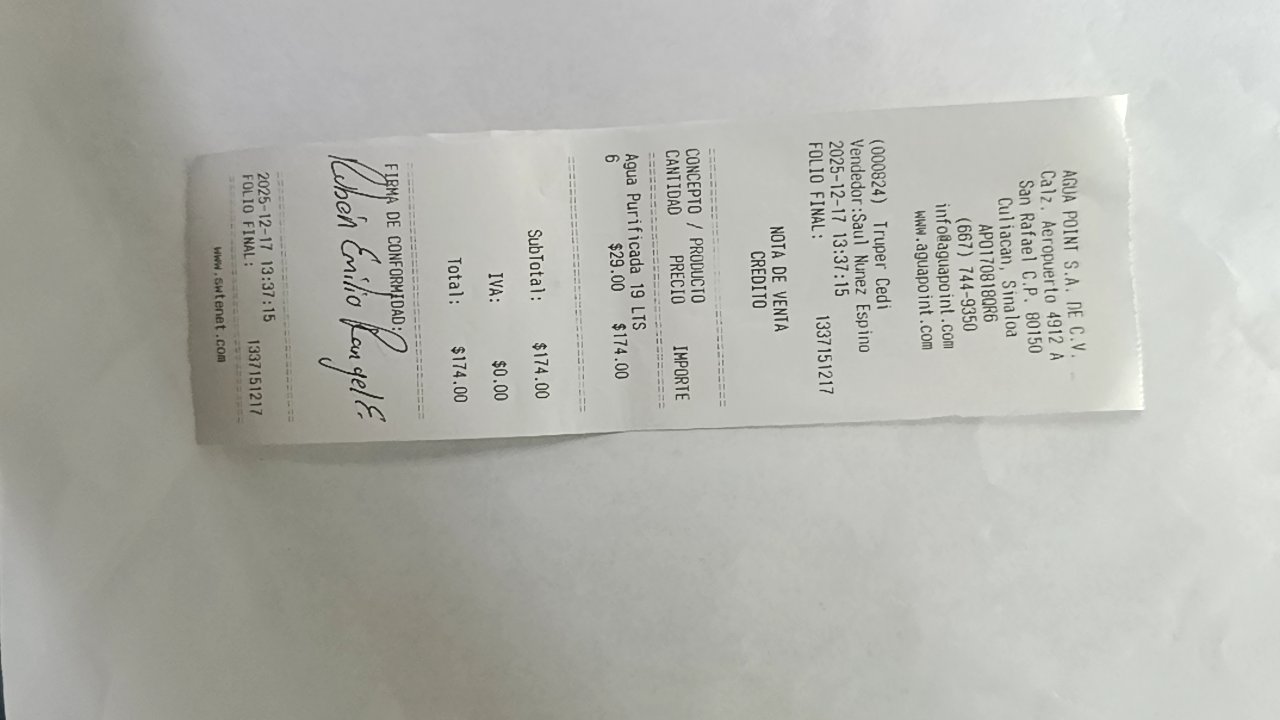 AGUA POINT S.A. DE C.V.
Calz. Aeropuerto 4912 A
San Rafael C.P. 80150
Culiacan, Sinaloa
APO170818QR6
(667) 744-9350
info@aguapoint.com
www.aguapoint.com
(000824) Truper Cedi
Vendedor:Saul Nunez Espino
2025-12-17 13:37:15
FOLIO FINAL: 1337151217
NOTA DE VENTA
CREDITO
CONCEPTO / PRODUCTO
CANTIDAD PRECIO IMPORTE
Agua Purificada 19 LTS
6 $29.00 $174.00
SubTotal: $174.00
IVA: $0.00
Total: $174.00
FIRMA DE CONFORMIDAD:
Rubén Emilio Rangel E.
2025-12-17 13:37:15
FOLIO FINAL: 1337151217
www.swtenet.com